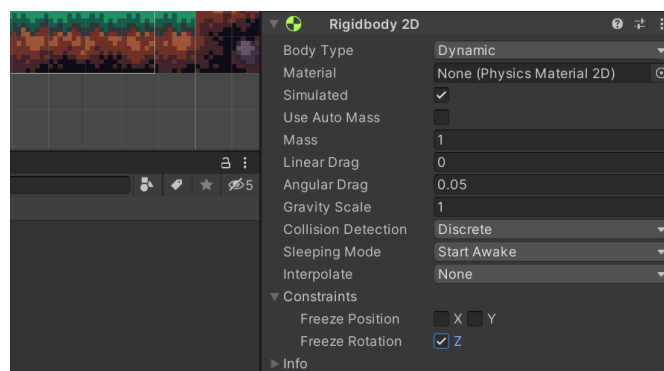 Rigidbody 2D
Body Type Dynamic
Material None (Physics Material 2D)
Simulated
Use Auto Mass
Mass 1
Linear Drag 0
Angular Drag 0.05
Gravity Scale 1
Collision Detection Discrete
Sleeping Mode Start Awake
Interpolate None
Constraints
Freeze Position X Y
Freeze Rotation Z
Info
5